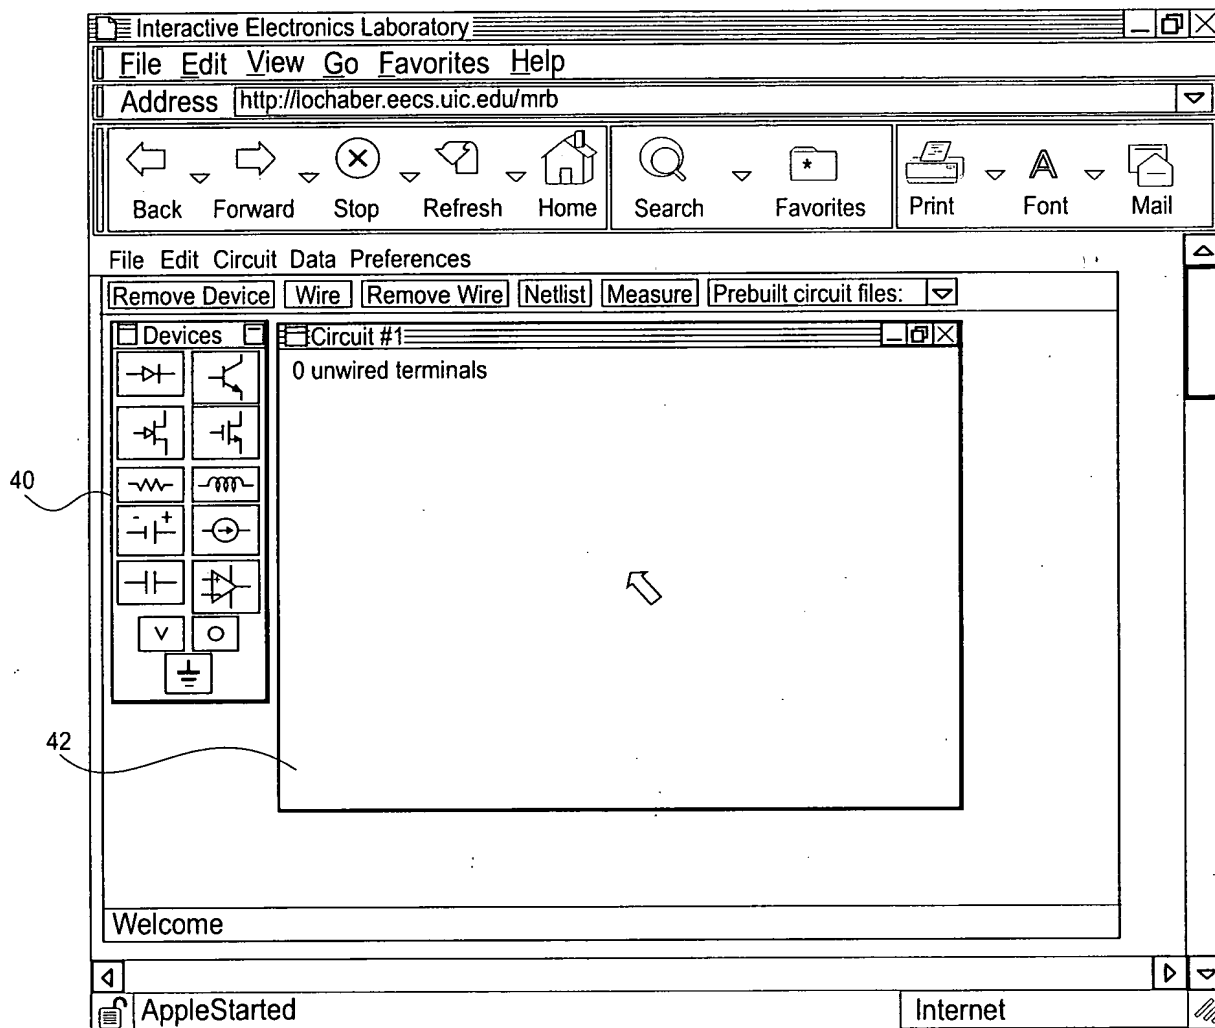 Interactive Electronics Laboratory
File Edit View Go Favorites Help
Address http://lochaber.eecs.uic.edu/mrb
Back Forward Stop Refresh Home Search Favorites Print Font Mail
File Edit Circuit Data Preferences
Remove Device Wire Remove Wire Netlist Measure Prebuilt circuit files:
Devices
Circuit #1
0 unwired terminals
40
- +
V O
42
Welcome
AppleStarted Internet